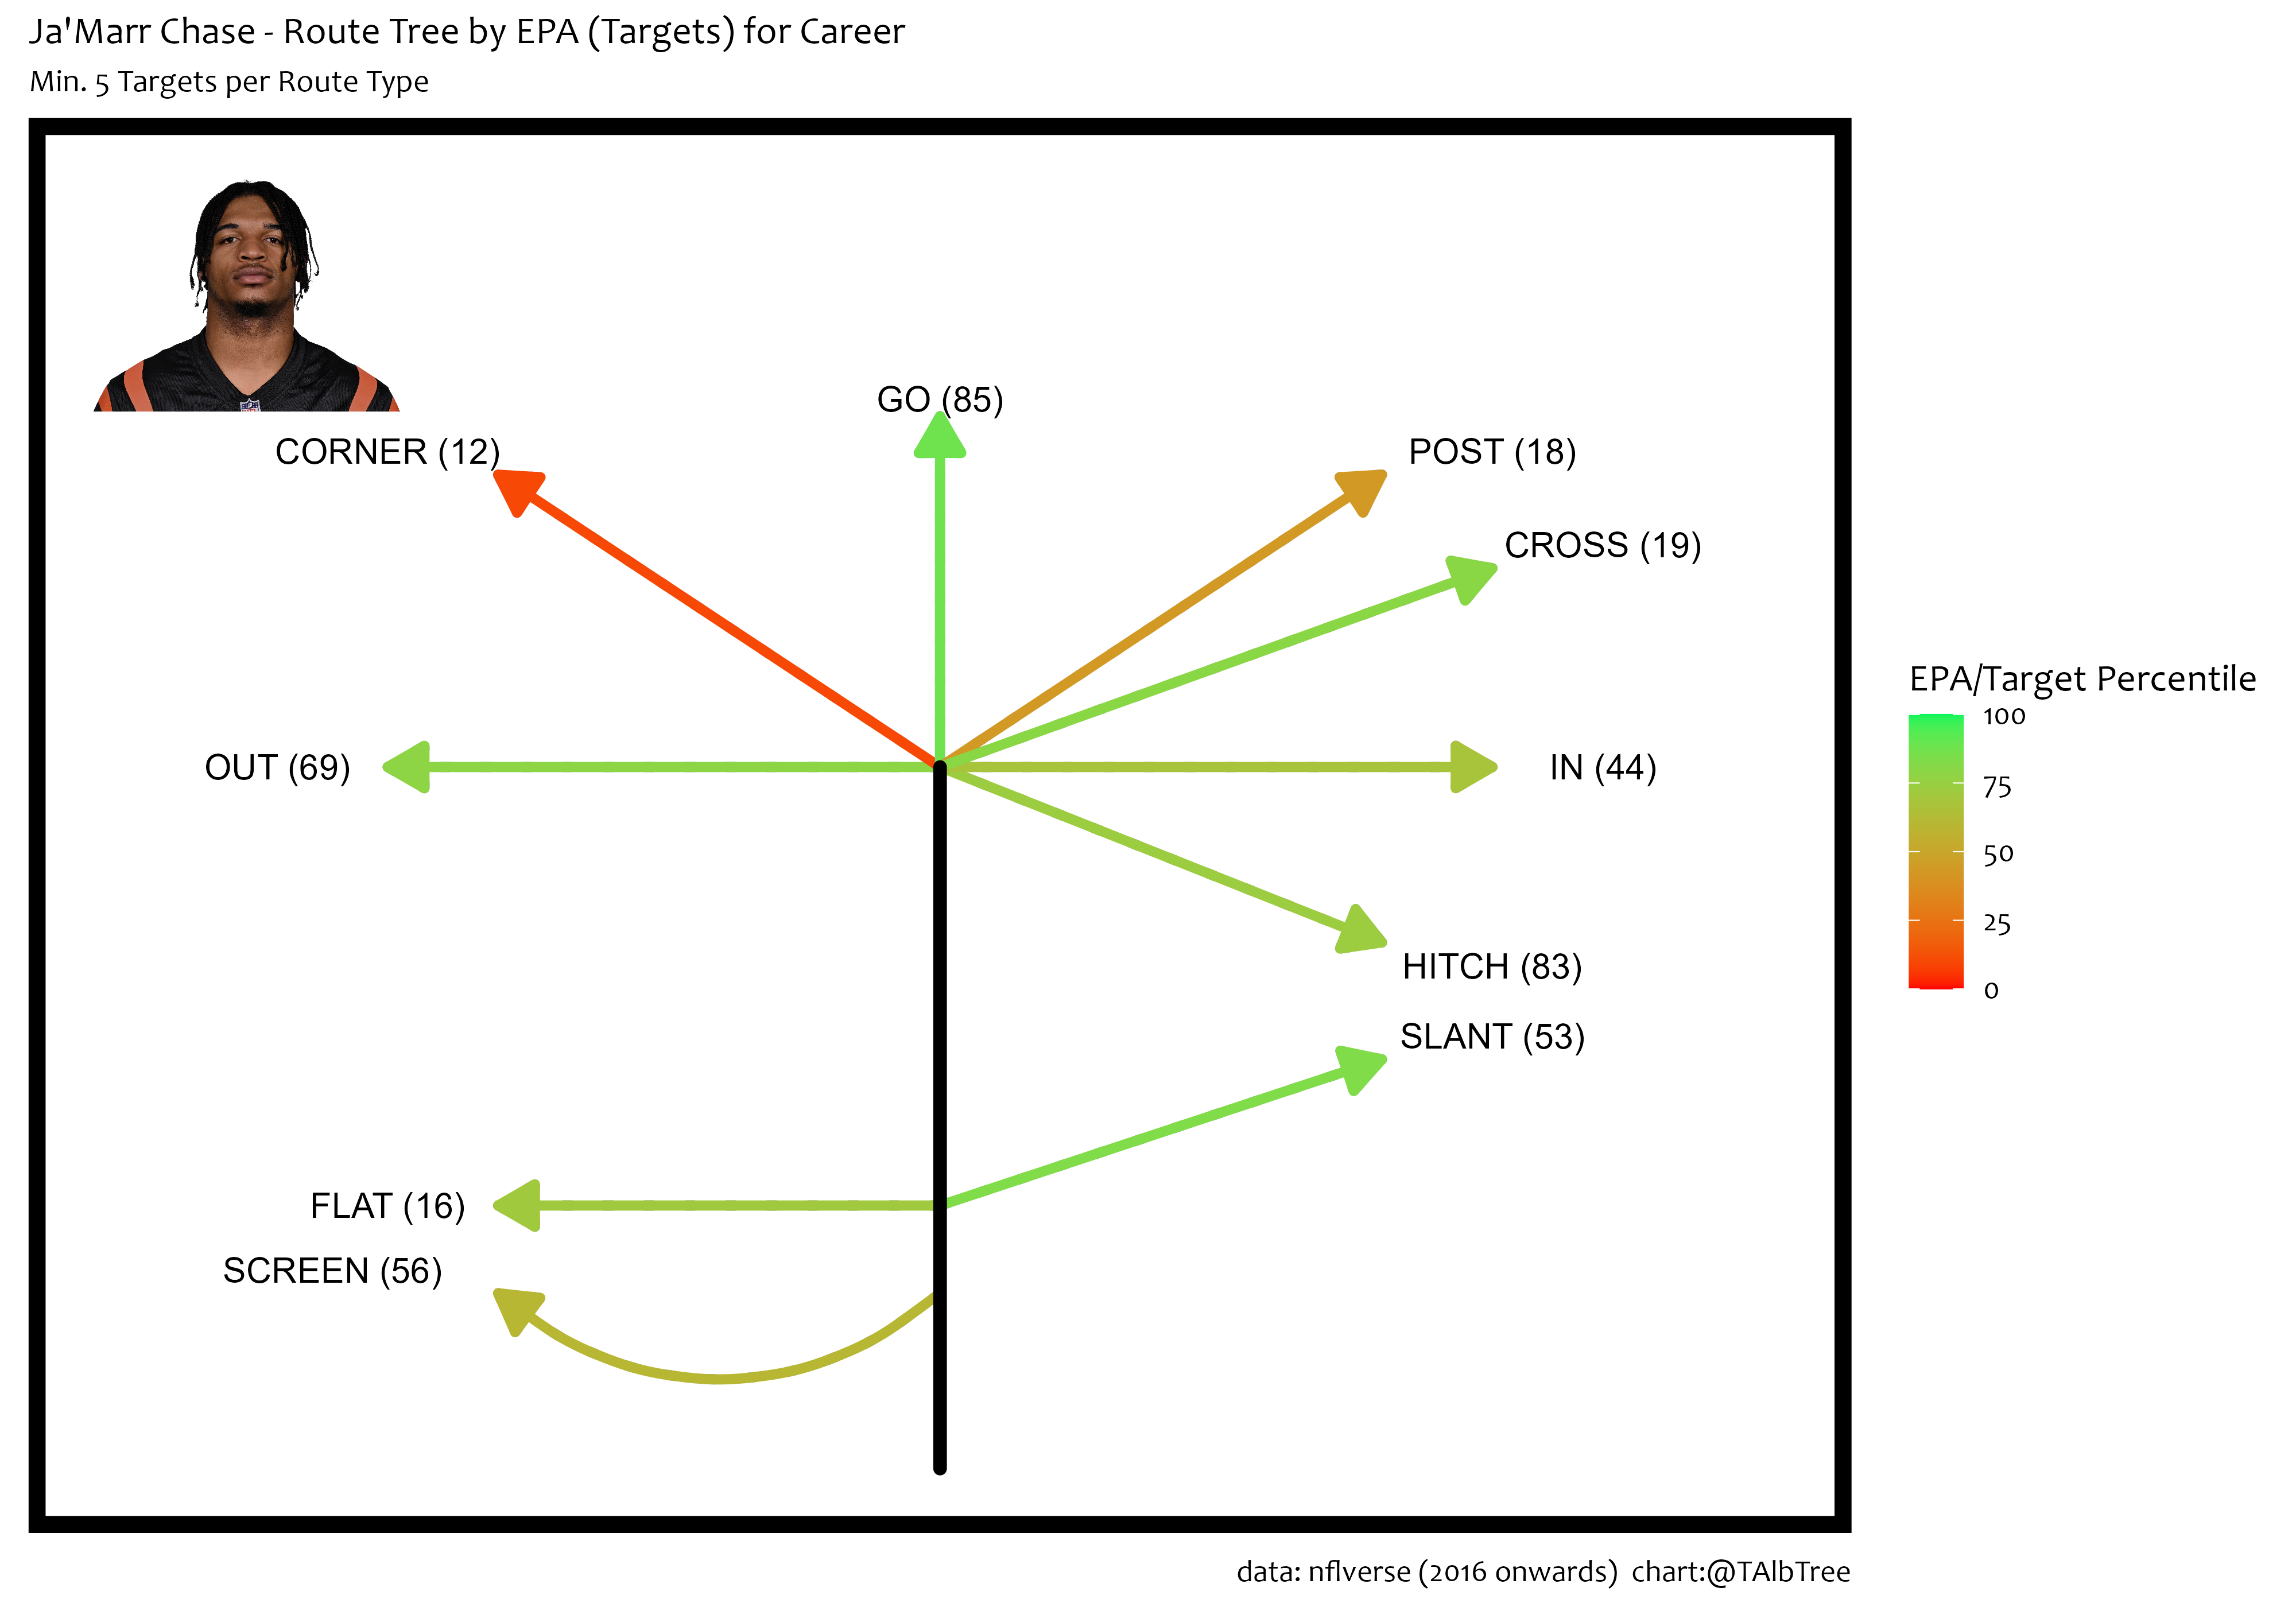 Ja'Marr Chase - Route Tree by EPA (Targets) for Career
Min. 5 Targets per Route Type
GO (85)
CORNER (12)
POST (18)
CROSS (19)
OUT (69)
IN (44)
HITCH (83)
SLANT (53)
FLAT (16)
SCREEN (56)
EPA/Target Percentile
100
75
50
25
0
data: nflverse (2016 onwards)  chart:@TAlbTree